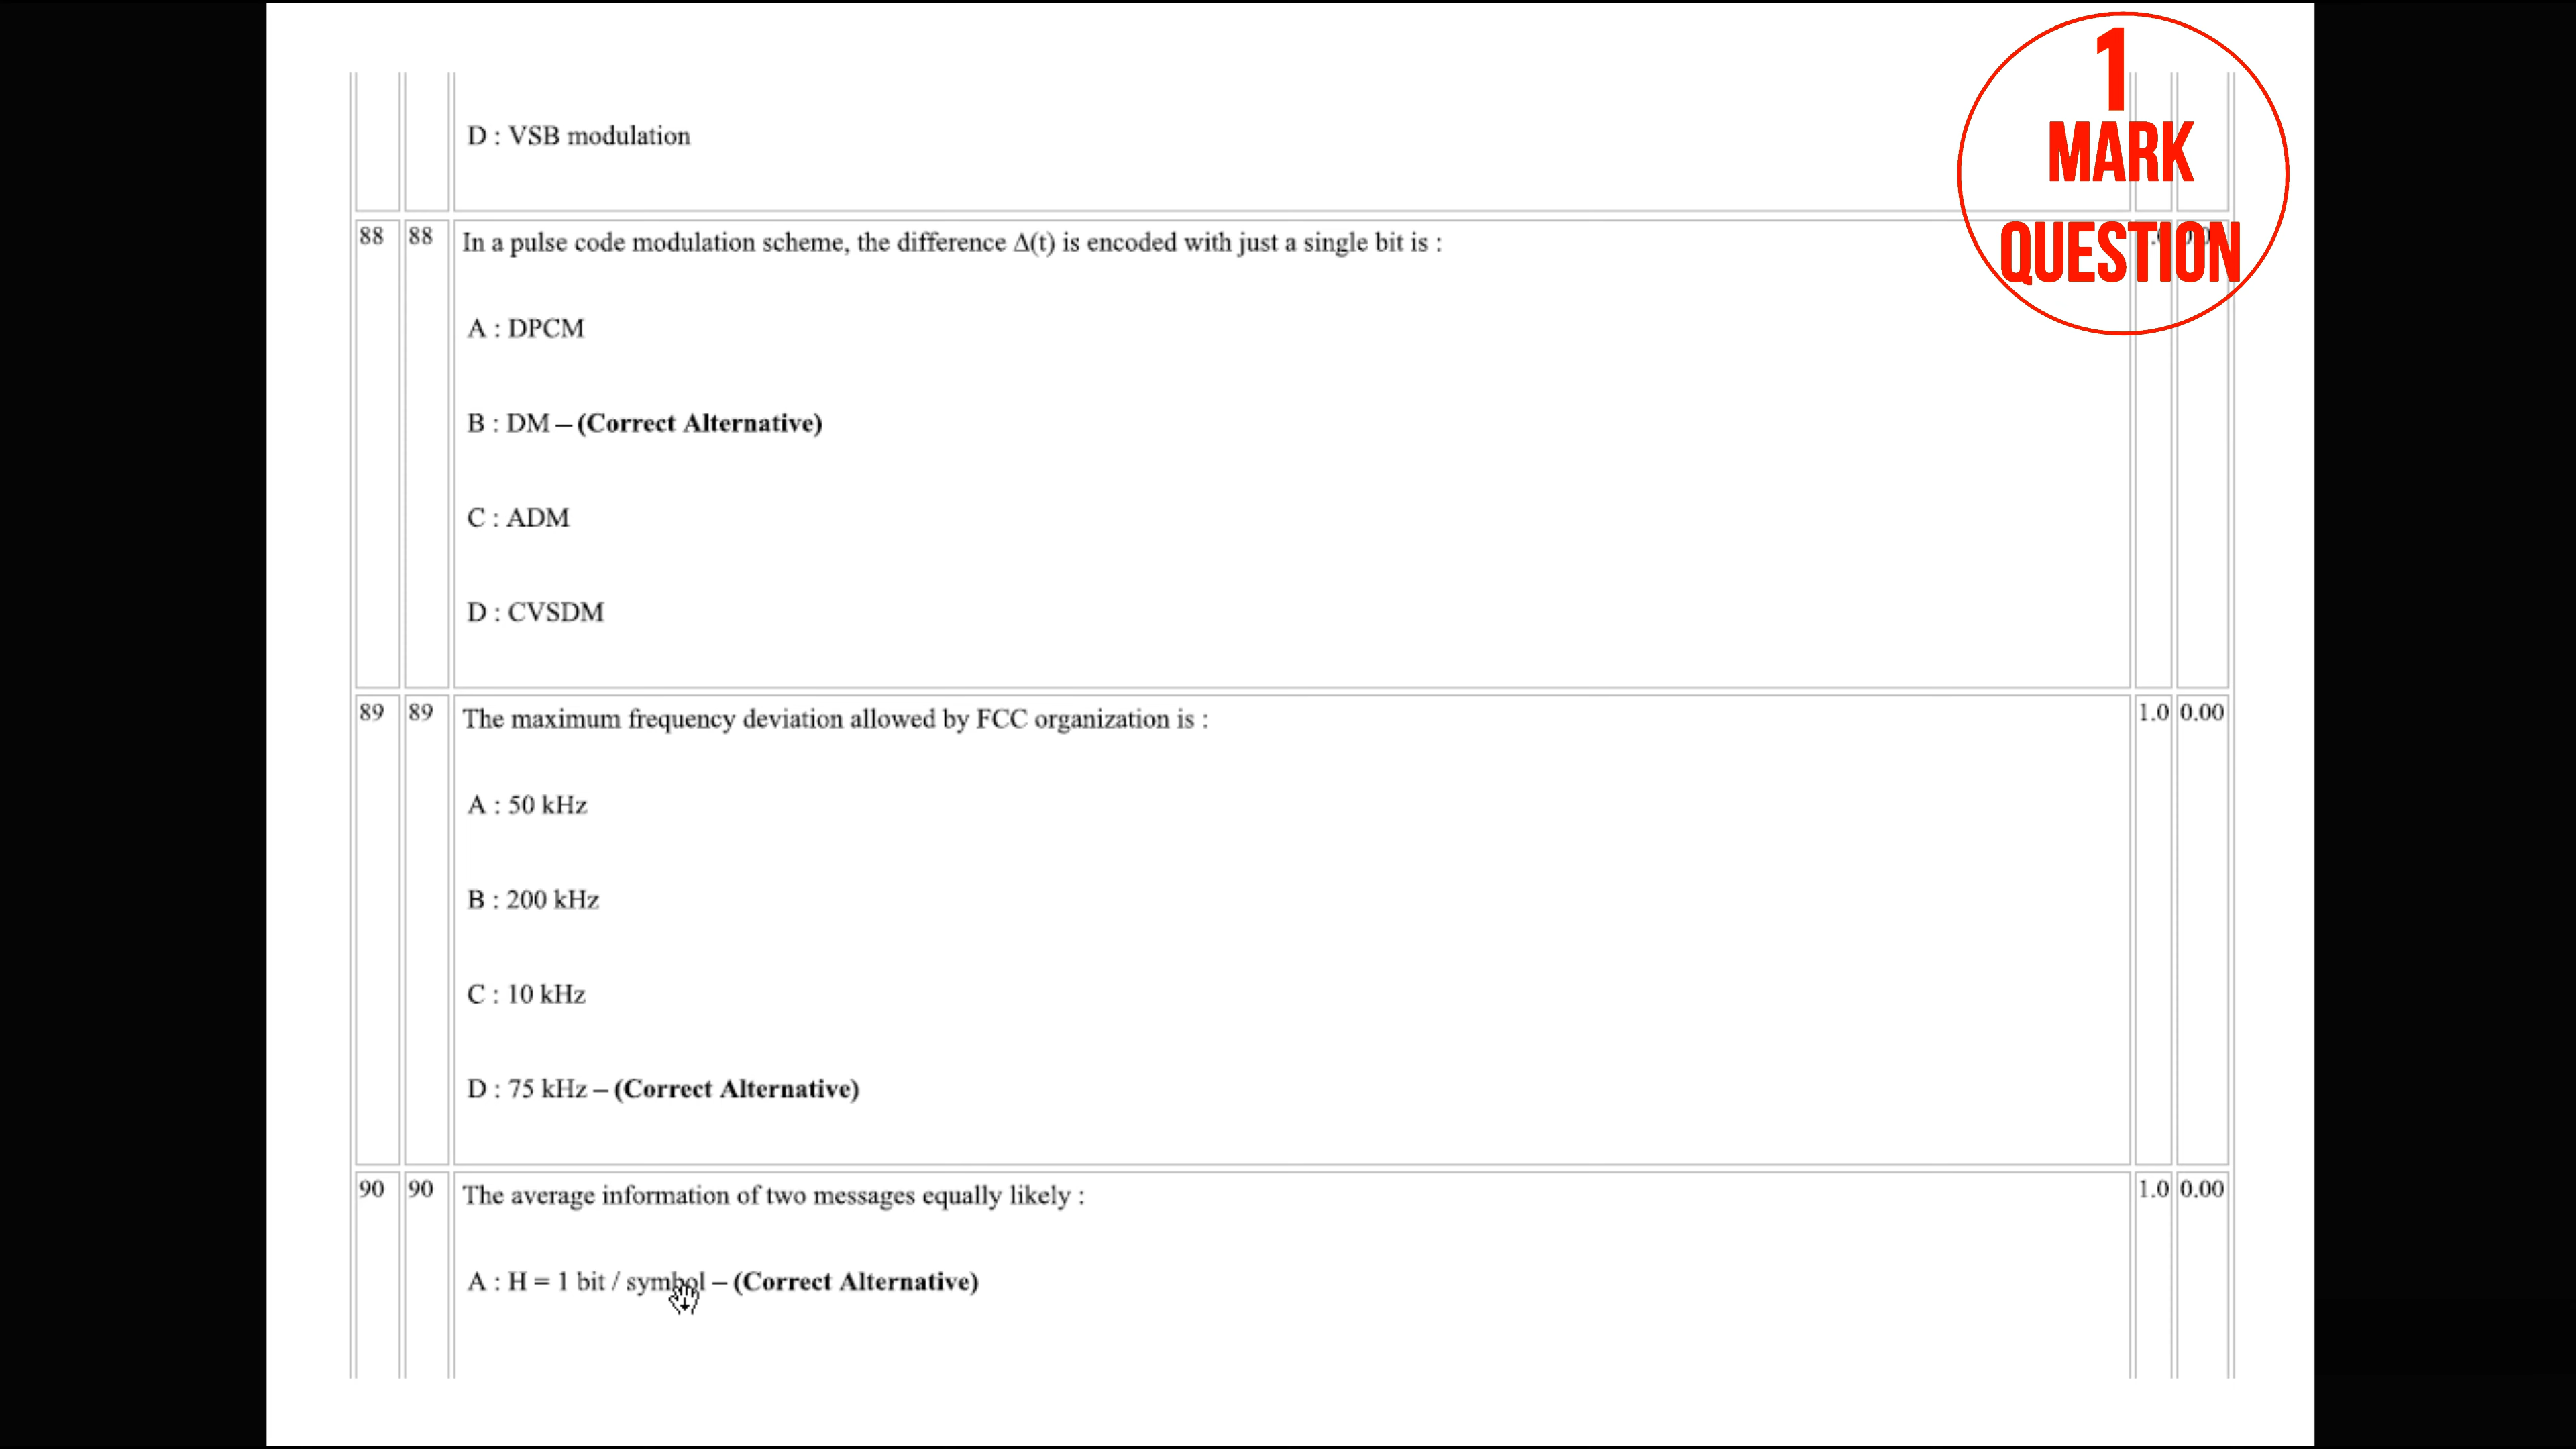 1
MARK
QUESTION
D : VSB modulation
88 88 In a pulse code modulation scheme, the difference Δ(t) is encoded with just a single bit is :
A : DPCM
B : DM – (Correct Alternative)
C : ADM
D : CVSDM
89 89 The maximum frequency deviation allowed by FCC organization is : 1.0 0.00
A : 50 kHz
B : 200 kHz
C : 10 kHz
D : 75 kHz – (Correct Alternative)
90 90 The average information of two messages equally likely : 1.0 0.00
A : H = 1 bit / symbol – (Correct Alternative)